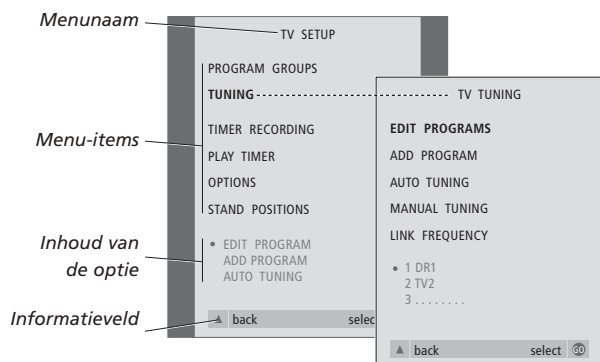 Menunaam
TV SETUP
PROGRAM GROUPS
TUNING
TIMER RECORDING
PLAY TIMER
OPTIONS
STAND POSITIONS
Menu-items
EDIT PROGRAM
ADD PROGRAM
AUTO TUNING
Inhoud van
de optie
Informatieveld
back selec
TV TUNING
EDIT PROGRAMS
ADD PROGRAM
AUTO TUNING
MANUAL TUNING
LINK FREQUENCY
1 DR1
2 TV2
3 . . . . . . . .
back select GO